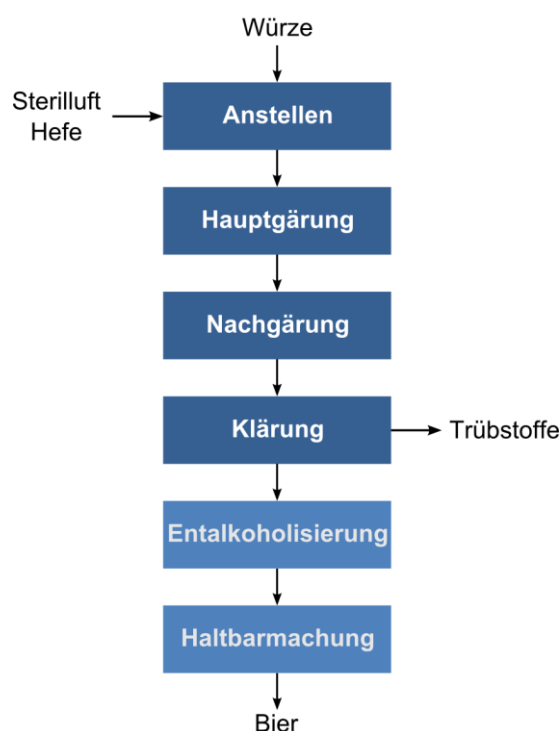 Würze
Sterilluft
Hefe
Anstellen
Hauptgärung
Nachgärung
Klärung
Trübstoffe
Entalkoholisierung
Haltbarmachung
Bier